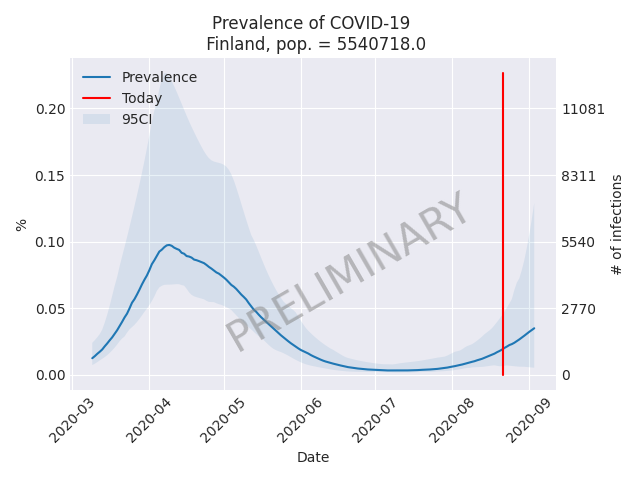 Prevalence of COVID-19
Finland, pop. = 5540718.0
Prevalence
Today
95CI
0.20
0.15
0.10
0.05
0.00
%
11081
8311
5540
2770
0
# of infections
PRELIMINARY
2020-03
2020-04
2020-05
2020-06
2020-07
2020-08
2020-09
Date